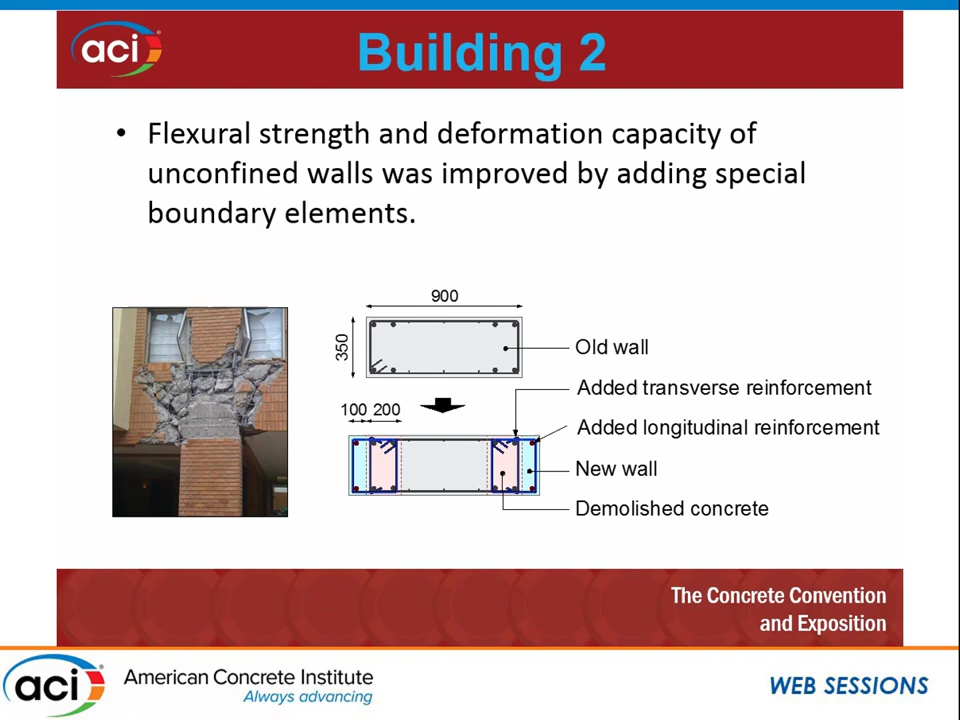 aci
Building 2
• Flexural strength and deformation capacity of
unconfined walls was improved by adding special
boundary elements.
900
350
Old wall
Added transverse reinforcement
100 200
Added longitudinal reinforcement
New wall
Demolished concrete
The Concrete Convention
and Exposition
aci
American Concrete Institute
Always advancing
WEB SESSIONS